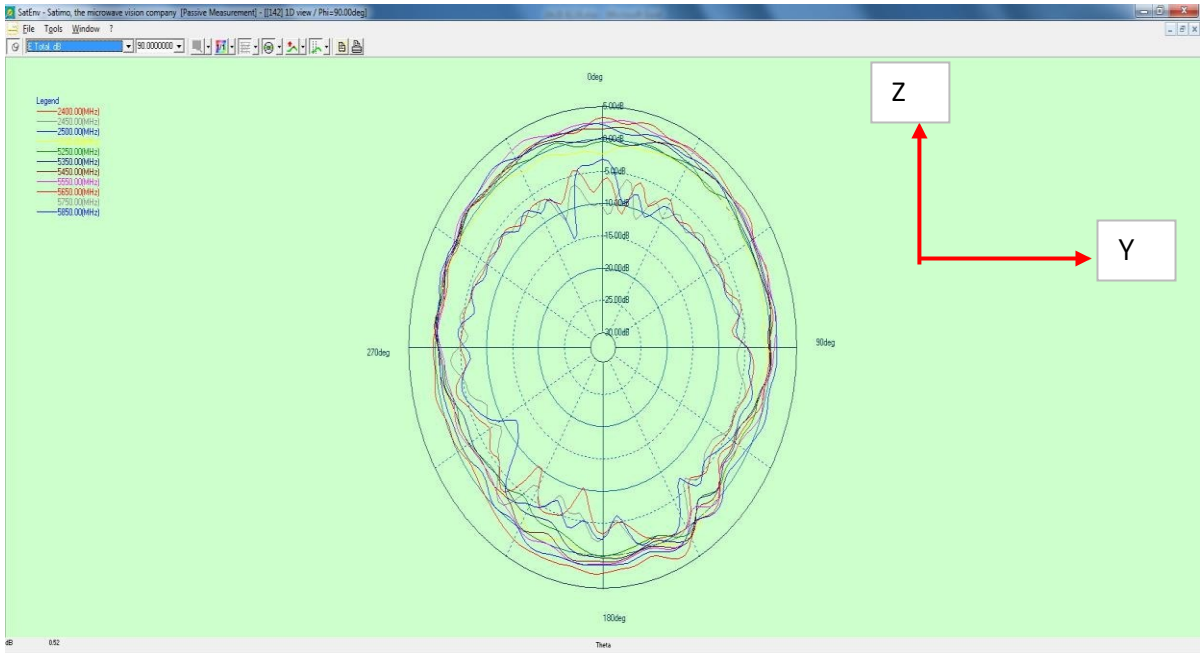 SatEnv - Satimo, the microwave vision company [Passive Measurement] - [[142] 1D view / Phi=90.00deg]
File Tools Window ?
E Total dB 90.0000000
0deg
Z
Legend
2400.00(MHz)
2450.00(MHz)
2500.00(MHz)
5250.00(MHz)
5350.00(MHz)
5450.00(MHz)
5550.00(MHz)
5650.00(MHz)
5750.00(MHz)
5850.00(MHz)
5.00dB
0.00dB
-5.00dB
-10.00dB
-15.00dB
-20.00dB
-25.00dB
-30.00dB
Y
270deg
90deg
180deg
dB 0.52 Theta